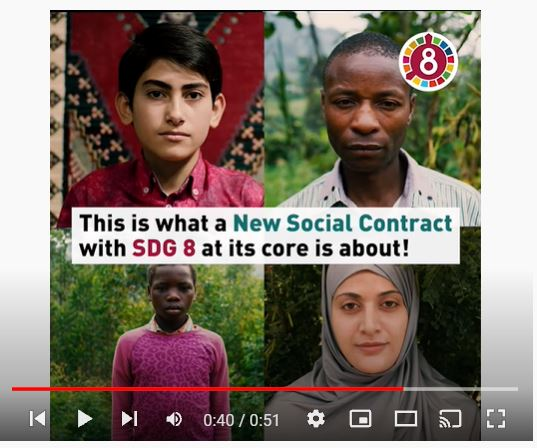 8
This is what a New Social Contract
with SDG 8 at its core is about!
0:40 / 0:51